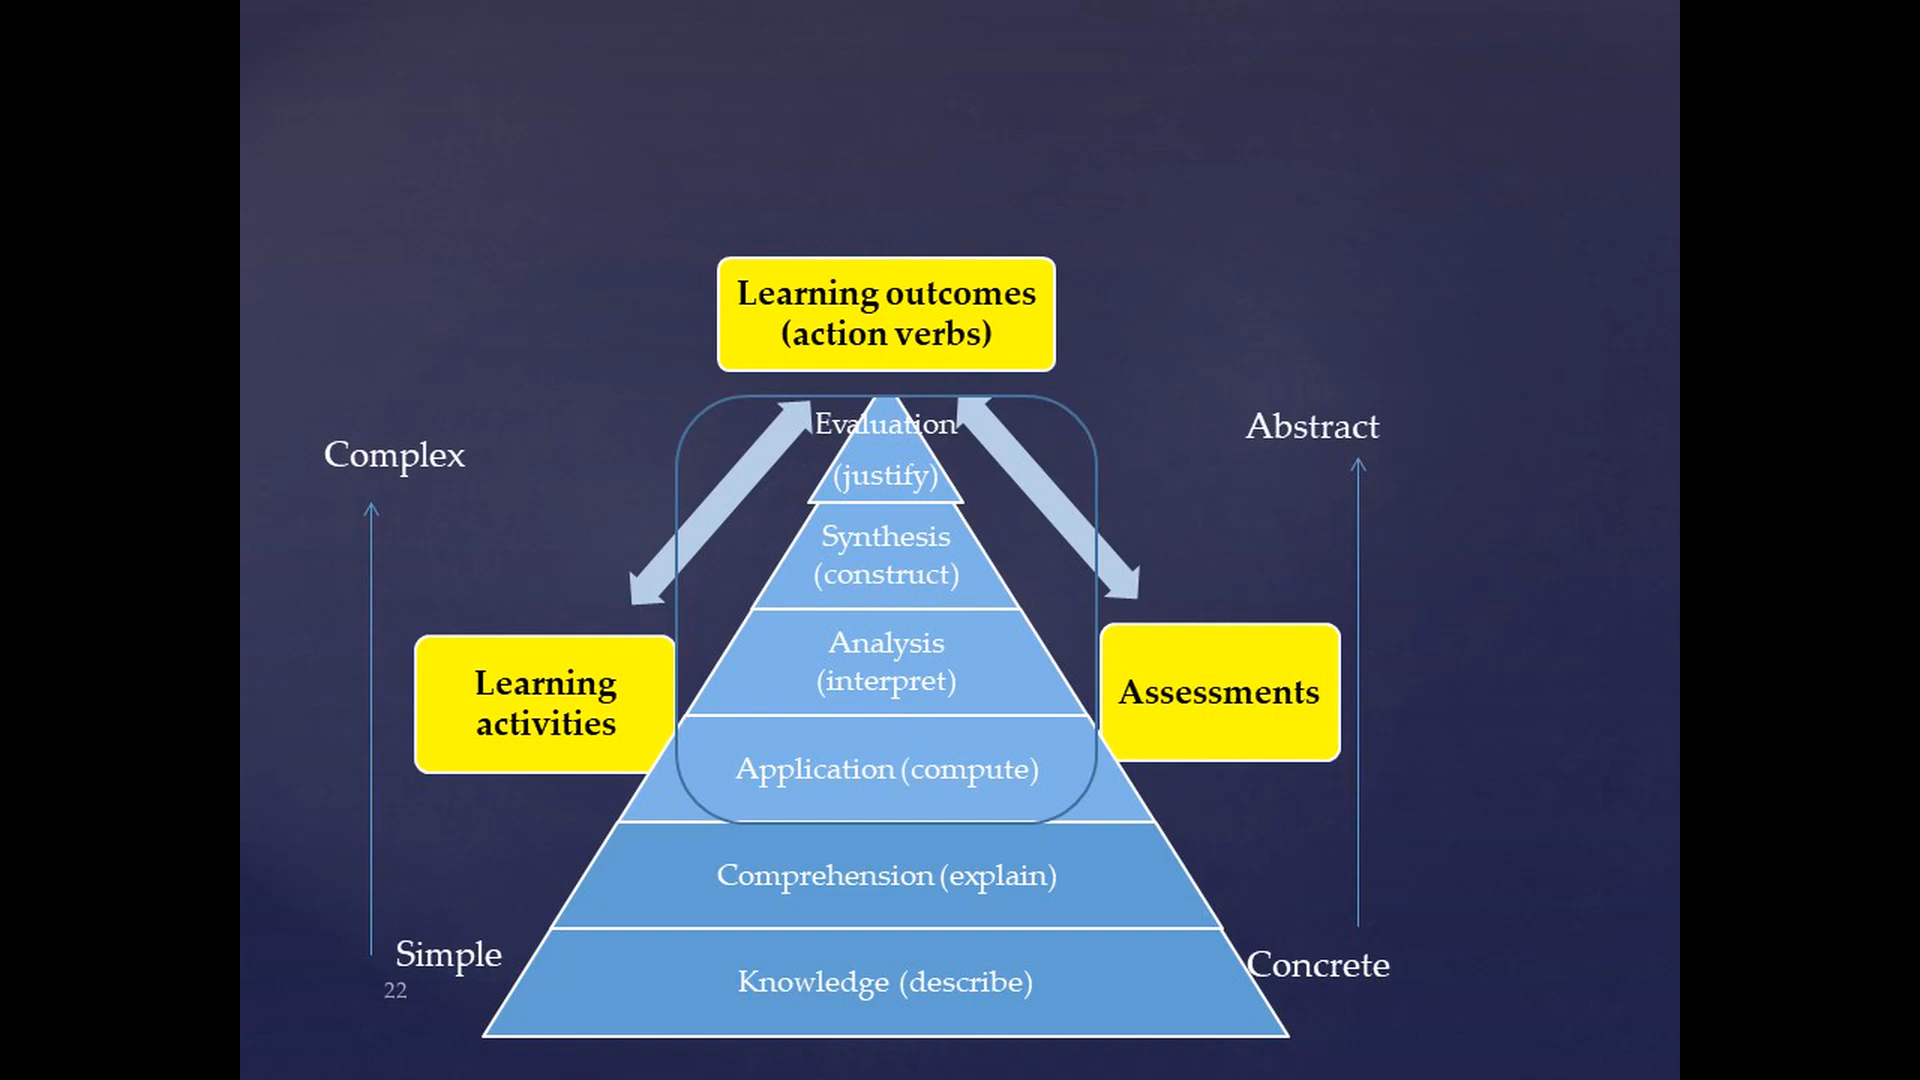 Learning outcomes
(action verbs)
Complex
Abstract
Evaluation
(justify)
Synthesis
(construct)
Analysis
(interpret)
Learning
activities
Assessments
Application (compute)
Comprehension (explain)
Simple
Concrete
Knowledge (describe)
22